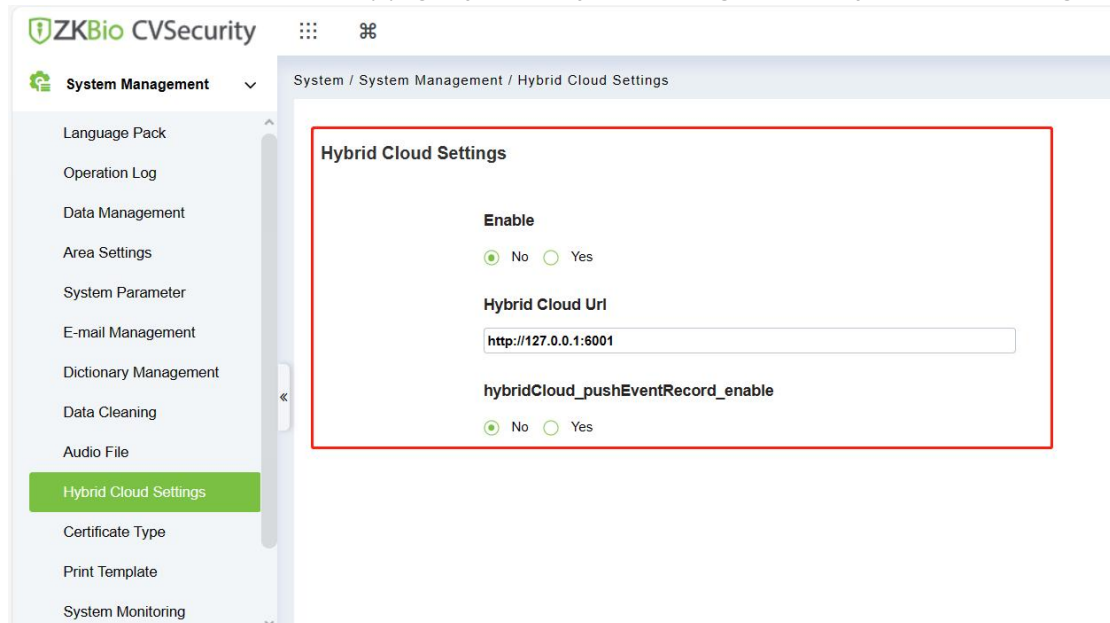 ZKBio CVSecurity
System Management
System / System Management / Hybrid Cloud Settings
Language Pack
Operation Log
Data Management
Area Settings
System Parameter
E-mail Management
Dictionary Management
Data Cleaning
Audio File
Hybrid Cloud Settings
Certificate Type
Print Template
System Monitoring
Hybrid Cloud Settings
Enable
No Yes
Hybrid Cloud Url
http://127.0.0.1:6001
hybridCloud_pushEventRecord_enable
No Yes